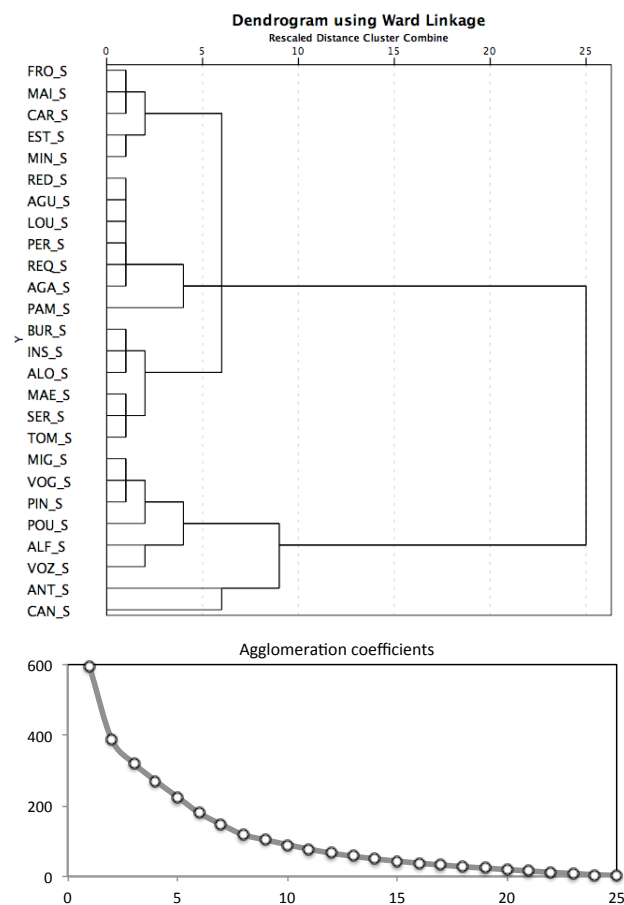 Dendrogram using Ward Linkage
Rescaled Distance Cluster Combine
0 5 10 15 20 25
FRO_S
MAI_S
CAR_S
EST_S
MIN_S
RED_S
AGU_S
LOU_S
PER_S
REQ_S
AGA_S
PAM_S
Y
BUR_S
INS_S
ALO_S
MAE_S
SER_S
TOM_S
MIG_S
VOG_S
PIN_S
POU_S
ALF_S
VOZ_S
ANT_S
CAN_S
Agglomeration coefficients
600
400
200
0
0 5 10 15 20 25